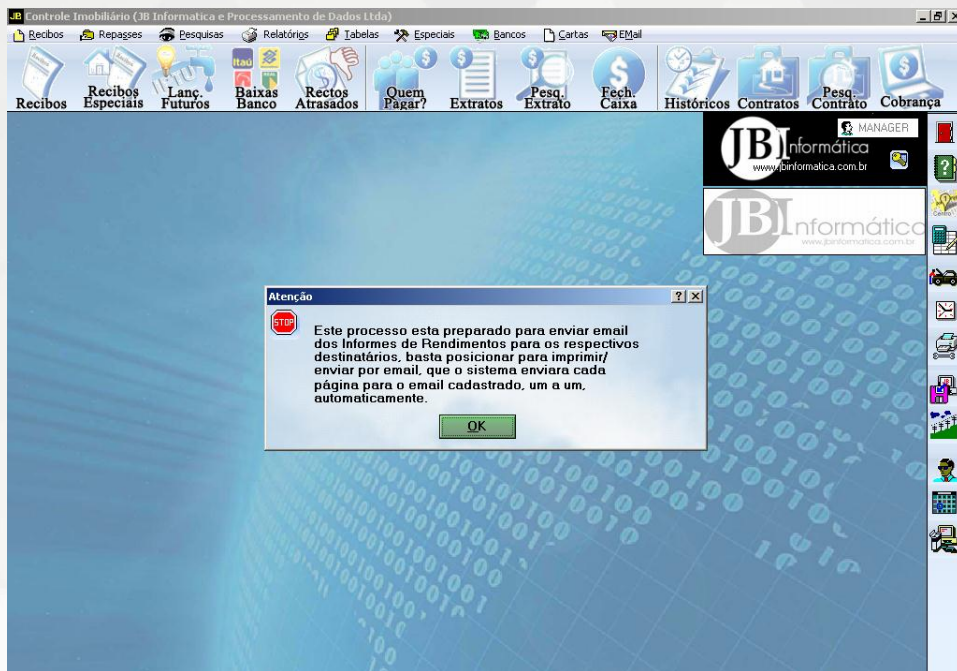 JB Controle Imobiliário (JB Informatica e Processamento de Dados Ltda)
Recibos Repasses Pesquisas Relatórios Tabelas Especiais Bancos Cartas EMail
Recibos
Recibos
Especiais
Lanç.
Futuros
Itaú
Baixas
Banco
Rectos
Atrasados
Quem
Pagar?
Extratos
Pesq.
Extrato
Fech.
Caixa
Históricos
Contratos
Pesq.
Contrato
Cobrança
MANAGER
JBInformática
www.jbinformatica.com.br
JBInformática
www.jbinformatica.com.br
Centro
Atenção
STOP
Este processo esta preparado para enviar email
dos Informes de Rendimentos para os respectivos
destinatários, basta posicionar para imprimir/
enviar por email, que o sistema enviara cada
página para o email cadastrado, um a um,
automaticamente.
OK